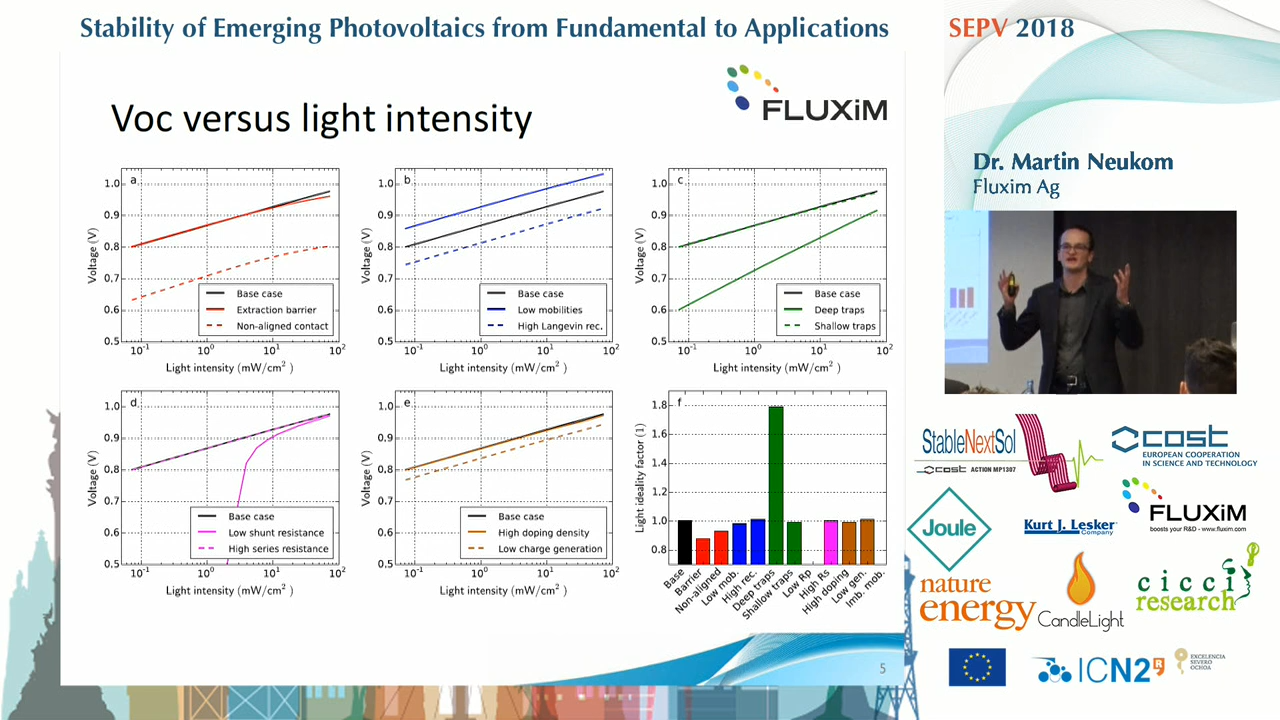 Stability of Emerging Photovoltaics from Fundamental to Applications
SEPV 2018
Voc versus light intensity
FLUXiM
Dr. Martin Neukom
Fluxim Ag
a
1.0
0.9
0.8
0.7
0.6
0.5
Voltage (V)
Base case
Extraction barrier
Non-aligned contact
10⁻¹ 10⁰ 10¹ 10²
Light intensity (mW/cm²)
b
1.0
0.9
0.8
0.7
0.6
0.5
Voltage (V)
Base case
Low mobilities
High Langevin rec.
10⁻¹ 10⁰ 10¹ 10²
Light intensity (mW/cm²)
c
1.0
0.9
0.8
0.7
0.6
0.5
Voltage (V)
Base case
Deep traps
Shallow traps
10⁻¹ 10⁰ 10¹ 10²
Light intensity (mW/cm²)
d
1.0
0.9
0.8
0.7
0.6
0.5
Voltage (V)
Base case
Low shunt resistance
High series resistance
10⁻¹ 10⁰ 10¹ 10²
Light intensity (mW/cm²)
e
1.0
0.9
0.8
0.7
0.6
0.5
Voltage (V)
Base case
High doping density
Low charge generation
10⁻¹ 10⁰ 10¹ 10²
Light intensity (mW/cm²)
f
1.8
1.6
1.4
1.2
1.0
0.8
Light ideality factor (1)
Base
Barrier
Non-aligned
Low mob.
High rec.
Deep traps
Shallow traps
Low Rp
High Rs
High doping
Low gen.
Imb. mob.
5
StableNextSol
cost ACTION MP1307
cost
EUROPEAN COOPERATION
IN SCIENCE AND TECHNOLOGY
Joule
Kurt J. Lesker
Company
FLUXiM
boosts your R&D - www.fluxim.com
nature
energy
CandleLight
cicci
research
ICN2
EXCELENCIA
SEVERO
OCHOA